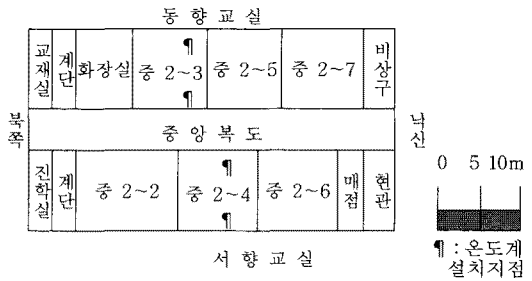 동향교실
교재실 계단 화장실 중 2~3 중 2~5 중 2~7 비상구
북쪽 중앙복도 낙산
진학실 계단 중 2~2 중 2~4 중 2~6 매점 현관
서향교실
0 5 10m
¶ : 온도계
설치지점